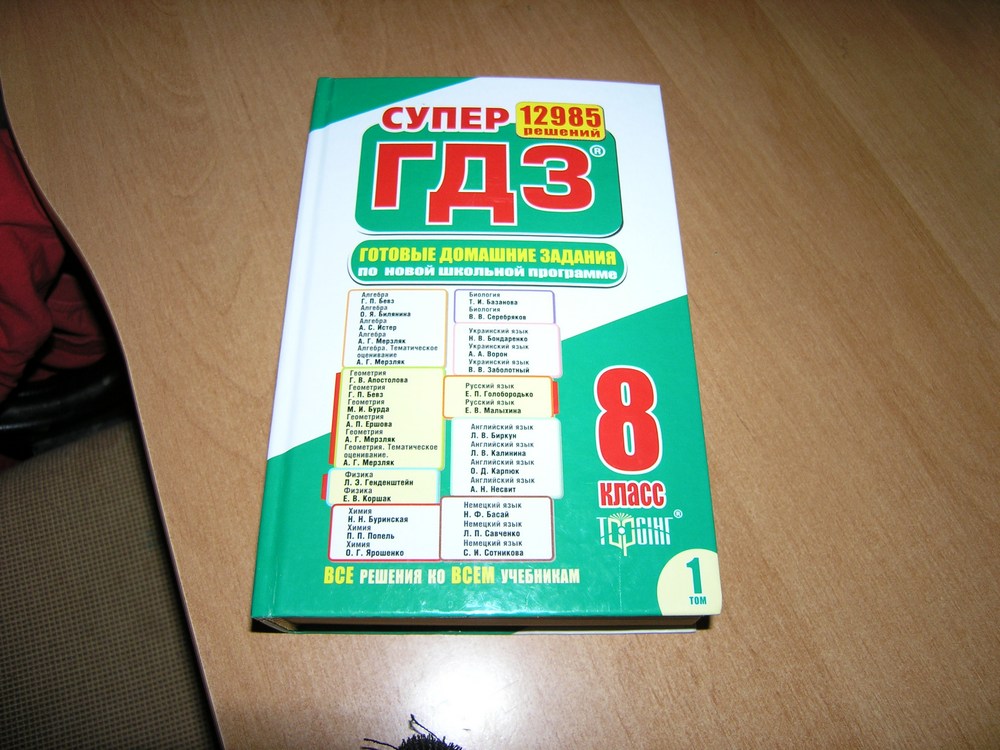 СУПЕР
12985
решений
ГДЗ®
ГОТОВЫЕ ДОМАШНИЕ ЗАДАНИЯ
по новой школьной программе
Алгебра
Г. П. Бевз
Алгебра
О. Я. Билянина
Алгебра
А. С. Истер
Алгебра
А. Г. Мерзляк
Алгебра. Тематическое
оценивание
А. Г. Мерзляк
Геометрия
Г. В. Апостолова
Геометрия
Г. П. Бевз
Геометрия
М. И. Бурда
Геометрия
А. П. Ершова
Геометрия
А. Г. Мерзляк
Геометрия. Тематическое
оценивание.
А. Г. Мерзляк
Физика
Л. Э. Генденштейн
Физика
Е. В. Коршак
Химия
Н. Н. Буринская
Химия
П. П. Попель
Химия
О. Г. Ярошенко
Биология
Т. И. Базанова
Биология
В. В. Серебряков
Украинский язык
Н. В. Бондаренко
Украинский язык
А. А. Ворон
Украинский язык
В. В. Заболотный
Русский язык
Е. П. Голобородько
Русский язык
Е. В. Малыхина
Английский язык
Л. В. Биркун
Английский язык
Л. В. Калинина
Английский язык
О. Д. Карпюк
Английский язык
А. Н. Несвит
Немецкий язык
Н. Ф. Басай
Немецкий язык
Л. П. Савченко
Немецкий язык
С. И. Сотникова
8
класс
ТОРСІНГ®
ВСЕ РЕШЕНИЯ КО ВСЕМ УЧЕБНИКАМ
1
ТОМ